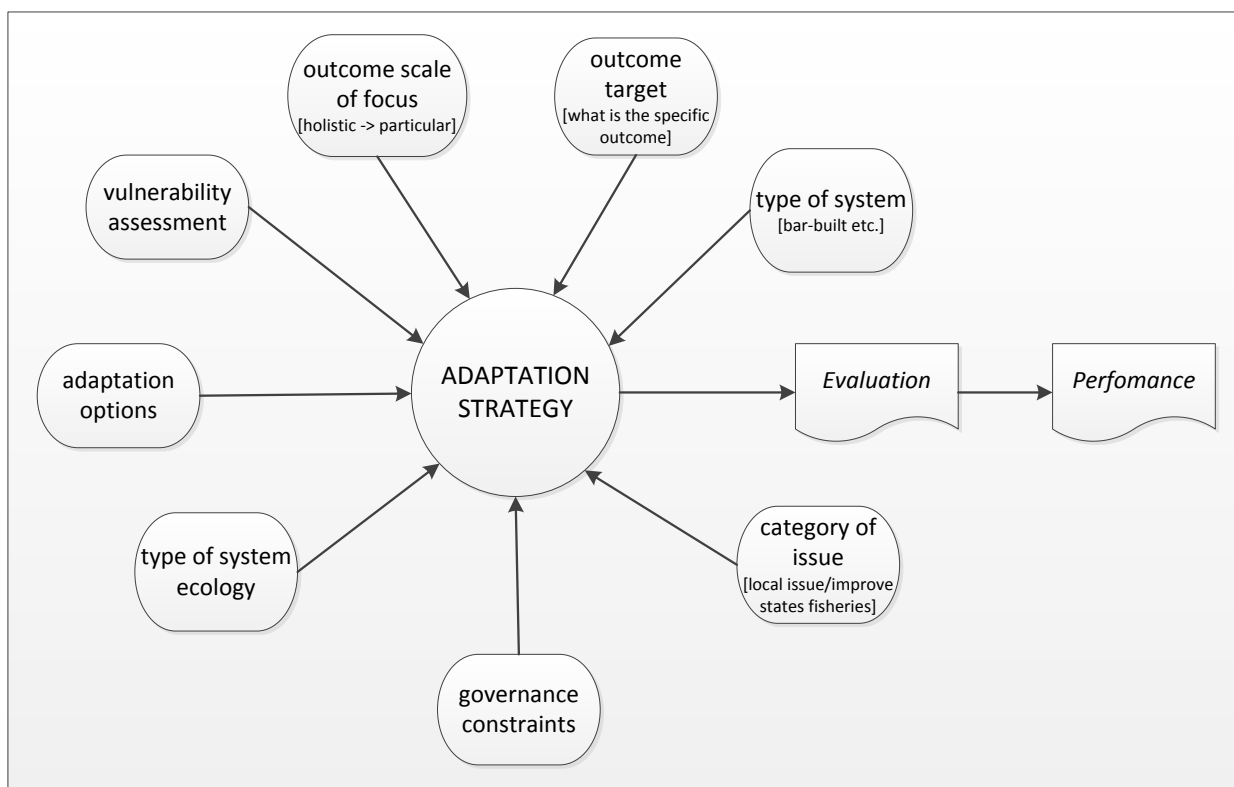 outcome scale
of focus
[holistic -> particular]
outcome
target
[what is the specific
outcome]
vulnerability
assessment
type of system
[bar-built etc.]
adaptation
options
ADAPTATION
STRATEGY
Evaluation
Perfomance
type of system
ecology
category of
issue
[local issue/improve
states fisheries]
governance
constraints